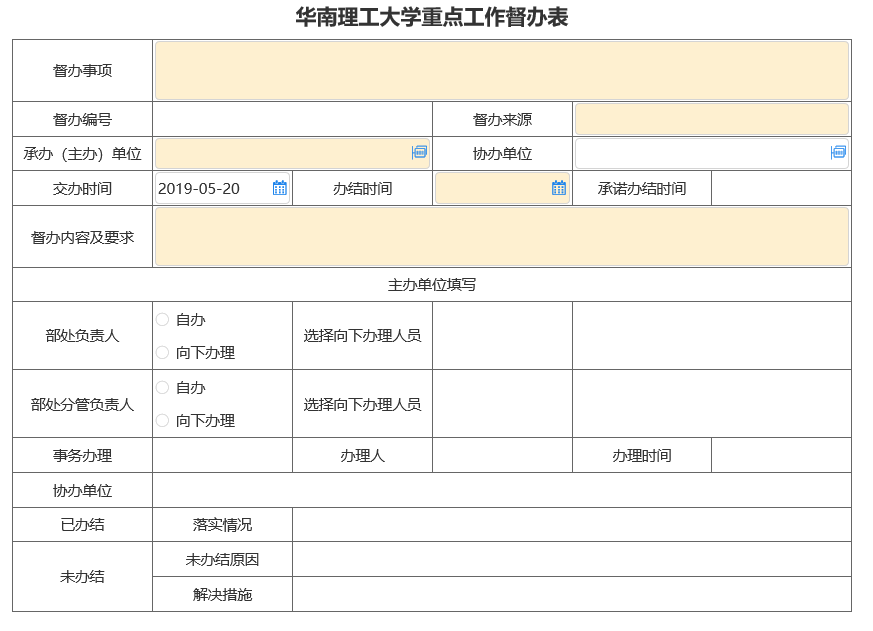 华南理工大学重点工作督办表
督办事项
督办编号 督办来源
承办（主办）单位 协办单位
交办时间 2019-05-20 办结时间 承诺办结时间
督办内容及要求
主办单位填写
部处负责人 自办 选择向下办理人员
向下办理
部处分管负责人 自办 选择向下办理人员
向下办理
事务办理 办理人 办理时间
协办单位
已办结 落实情况
未办结 未办结原因
解决措施